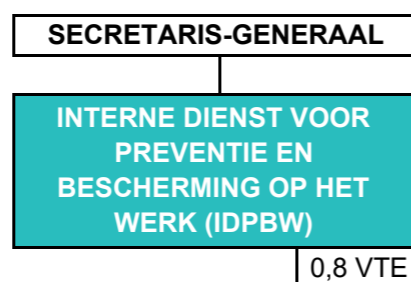 SECRETARIS-GENERAAL
INTERNE DIENST VOOR
PREVENTIE EN
BESCHERMING OP HET
WERK (IDPBW)
0,8 VTE